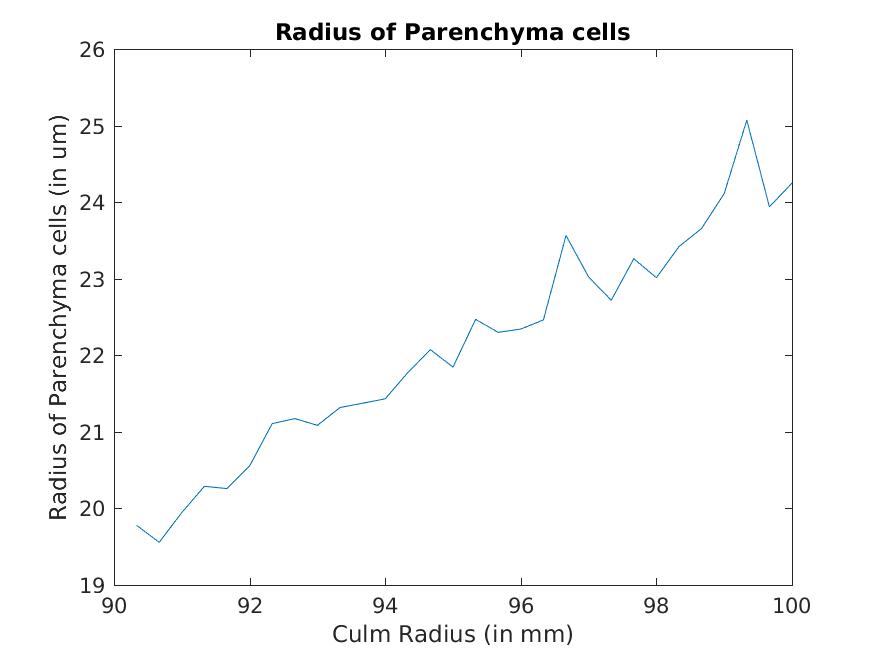 Radius of Parenchyma cells
26
25
24
23
22
21
20
19
Radius of Parenchyma cells (in um)
90 92 94 96 98 100
Culm Radius (in mm)